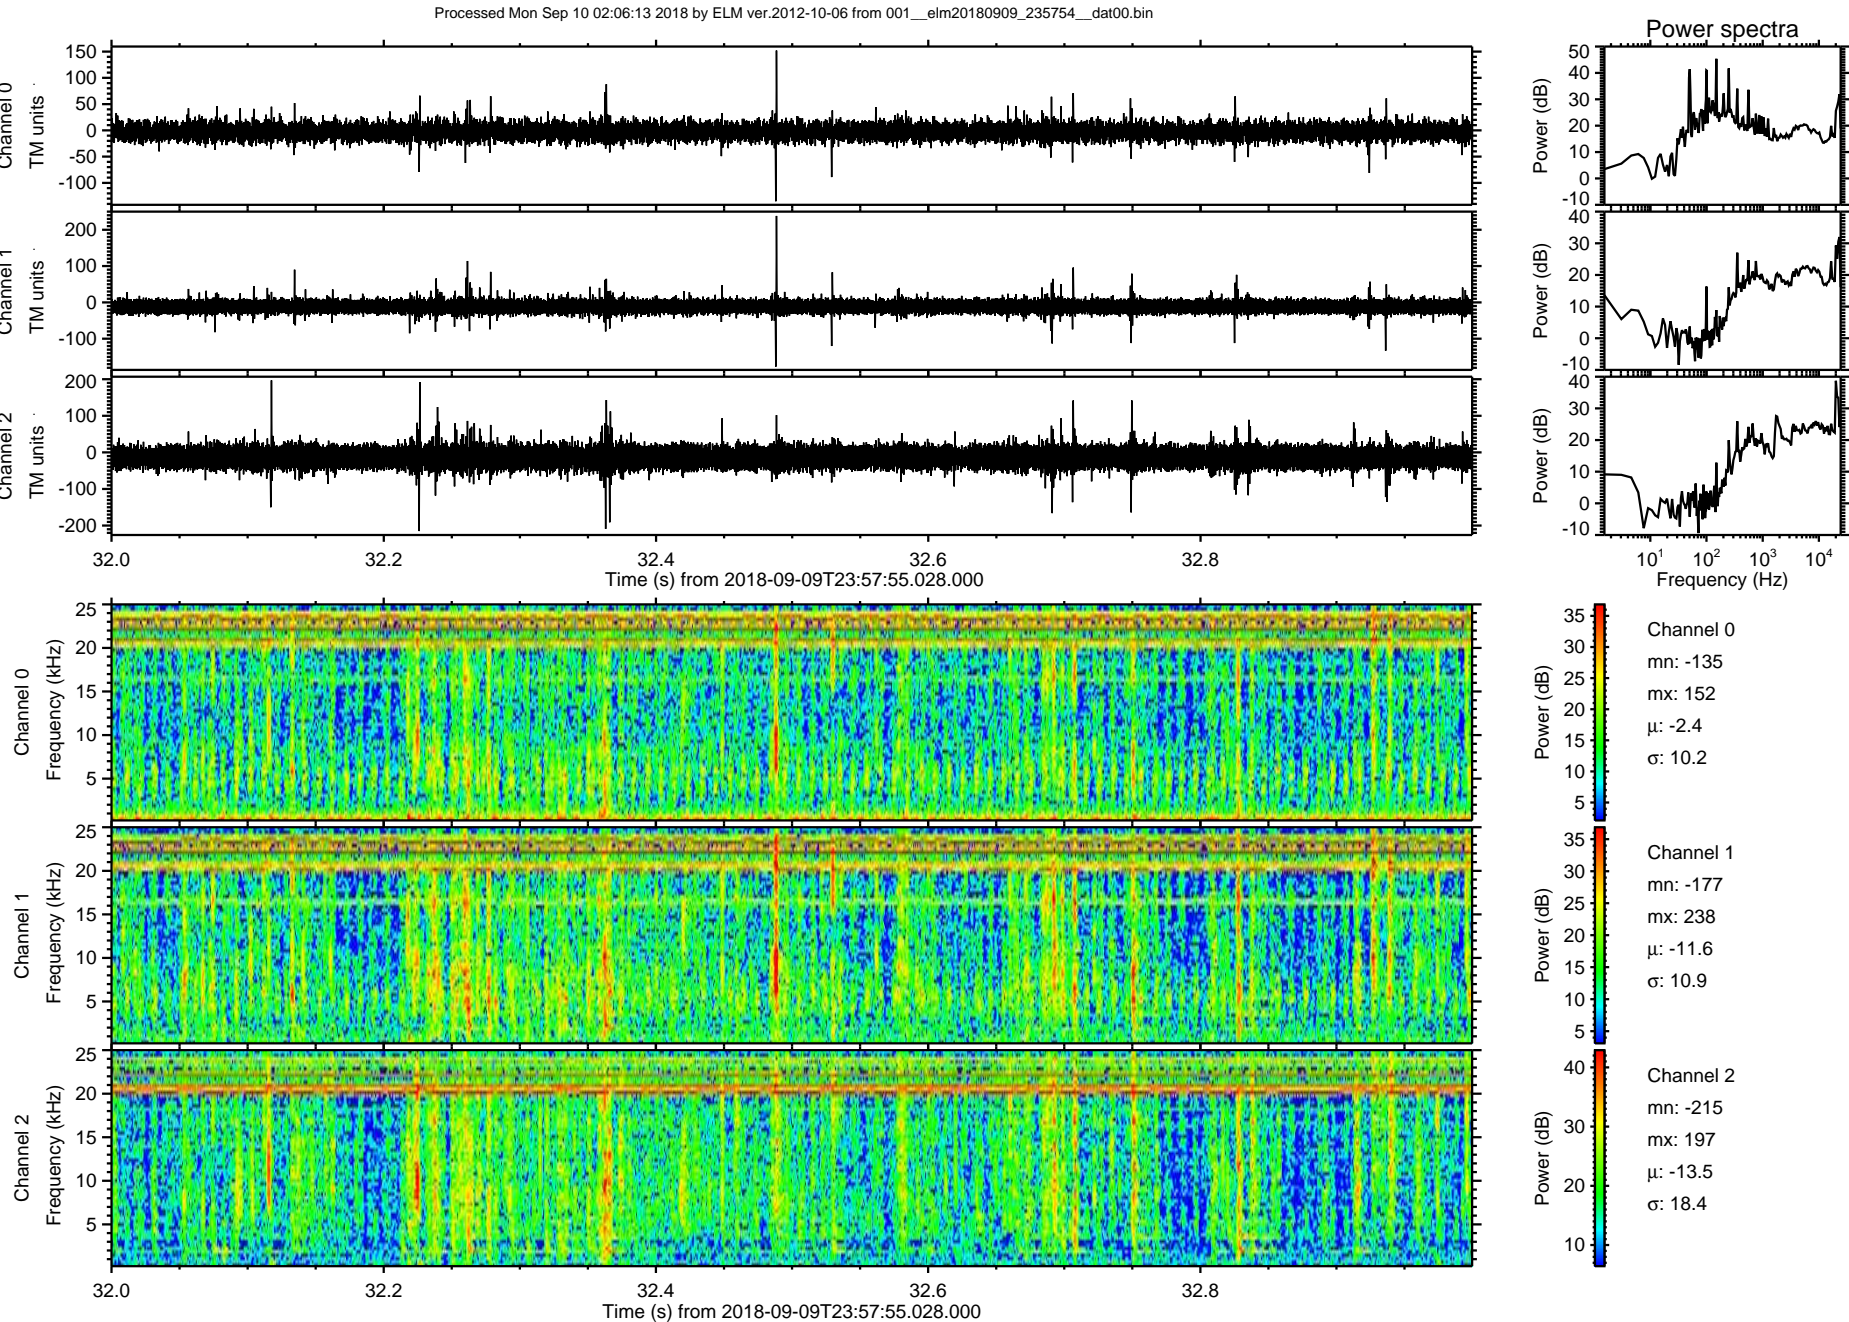 Processed Mon Sep 10 02:06:13 2018 by ELM ver.2012-10-06 from 001__elm20180909_235754__dat00.bin
Power spectra
Channel 0
TM units
150
100
50
0
-50
-100
Power (dB)
50
40
30
20
10
0
-10
Channel 1
TM units
200
100
0
-100
Power (dB)
40
30
20
10
0
-10
Channel 2
TM units
200
100
0
-100
-200
Power (dB)
40
30
20
10
0
-10
32.0 32.2 32.4 32.6 32.8
Time (s) from 2018-09-09T23:57:55.028.000
10¹ 10² 10³ 10⁴
Frequency (Hz)
Channel 0
Frequency (kHz)
25
20
15
10
5
Power (dB)
35
30
25
20
15
10
5
Channel 0
mn: -135
mx: 152
μ: -2.4
σ: 10.2
Channel 1
Frequency (kHz)
25
20
15
10
5
Power (dB)
35
30
25
20
15
10
5
Channel 1
mn: -177
mx: 238
μ: -11.6
σ: 10.9
Channel 2
Frequency (kHz)
25
20
15
10
5
Power (dB)
40
30
20
10
Channel 2
mn: -215
mx: 197
μ: -13.5
σ: 18.4
32.0 32.2 32.4 32.6 32.8
Time (s) from 2018-09-09T23:57:55.028.000